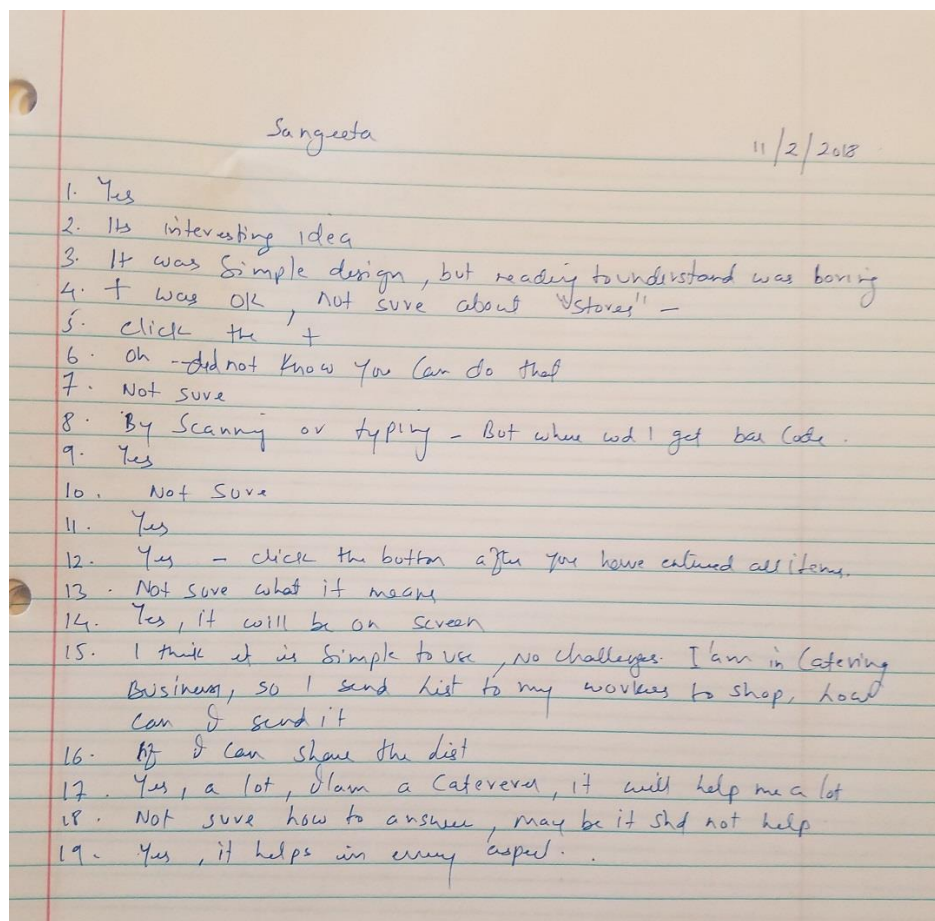 Sangeeta
11/2/2018
1. Yes
2. Its interesting idea
3. It was simple design, but reading to understand was boring
4. It was ok, not sure about "stores" -
5. click the '+
6. oh -- did not know you can do that
7. Not sure
8. By scanning or typing - But where wod I get bar code.
9. Yes
10. Not sure
11. Yes
12. Yes - click the button after you have entered all items.
13. Not sure what it means
14. Yes, it will be on screen
15. I think it is simple to use, No challenges. I'am in Catering
Business, so I send list to my workers to shop, how
can I send it
16. If I can share the list
17. Yes, a lot, I am a Caterer, it will help me a lot
18. Not sure how to answer, may be it shd not help
19. Yes, it helps in every aspect.